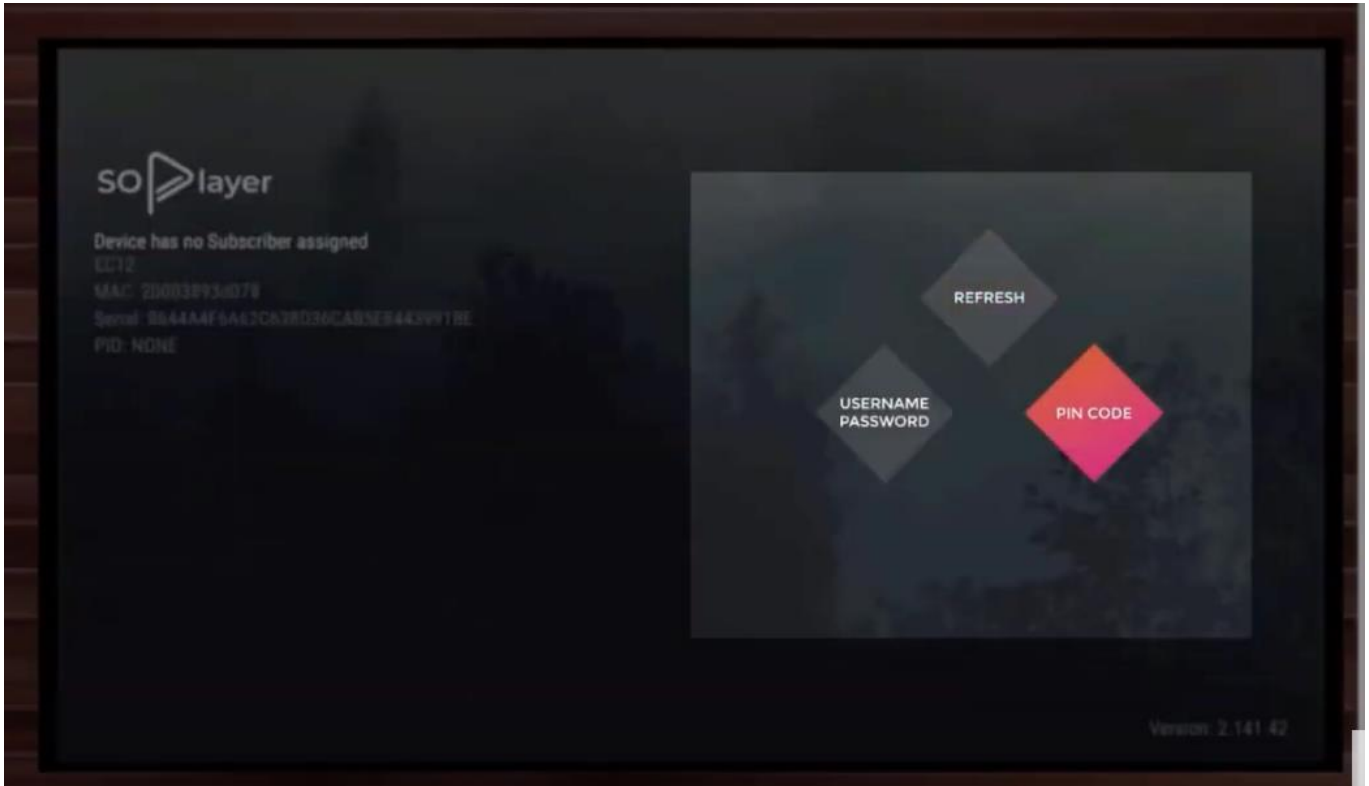 SOPlayer
Device has no Subscriber assigned
EC12
MAC:
Serial:
PID: NONE
REFRESH
USERNAME
PASSWORD
PIN CODE
Version: 2.141.42